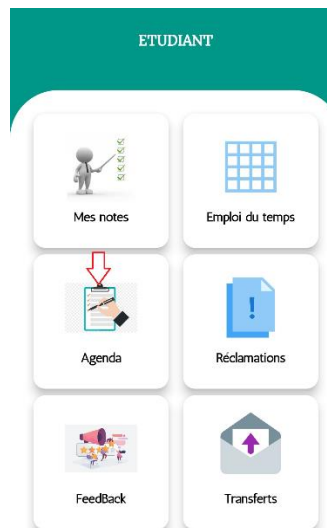 ETUDIANT
Mes notes
Emploi du temps
Agenda
Réclamations
FeedBack
Transferts